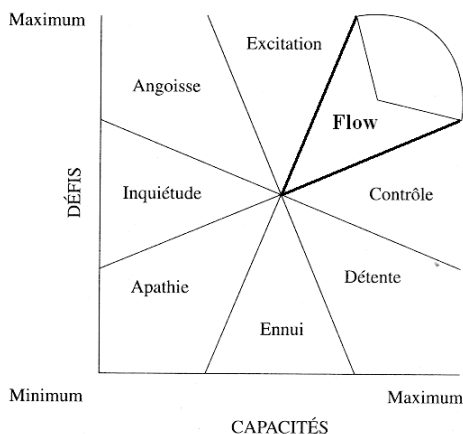 Maximum
Excitation
Angoisse
Flow
Inquiétude
Contrôle
DÉFIS
Apathie
Détente
Ennui
Minimum
Maximum
CAPACITÉS